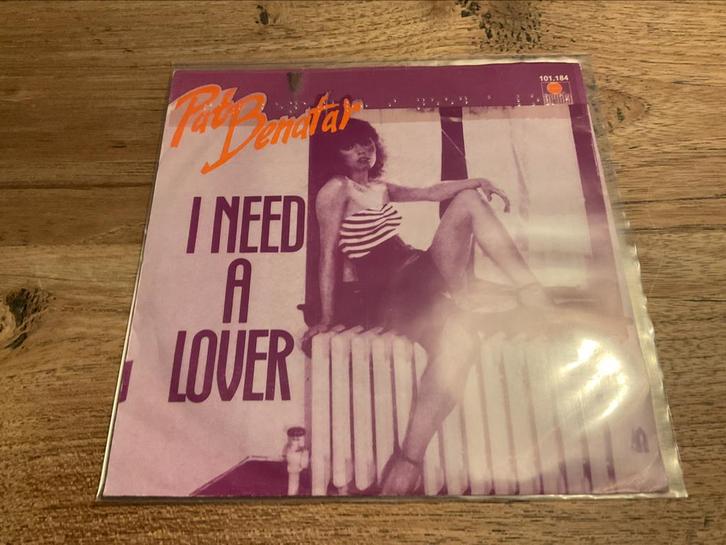 Pat Benatar
101.184
I NEED
A
LOVER